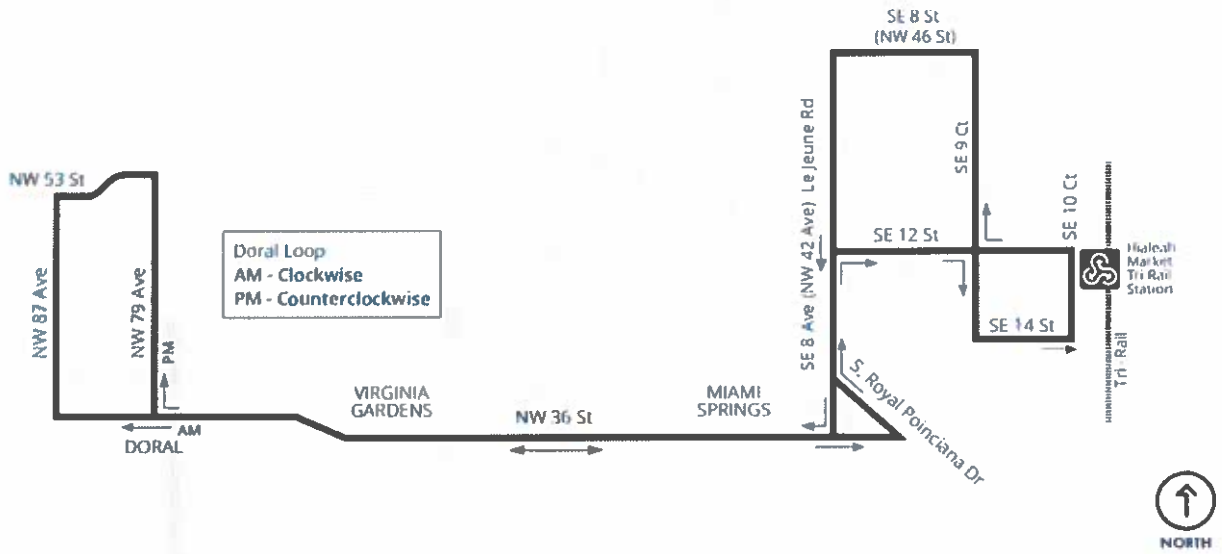 SE 8 St
(NW 46 St)
SE 8 Ave (NW 42 Ave) Le Jeune Rd
SE 9 Ct
SE 10 Ct
NW 53 St
Doral Loop
AM - Clockwise
PM - Counterclockwise
SE 12 St
Hialeah
Market
Tri Rail
Station
NW 87 Ave
NW 79 Ave
PM
SE 14 St
Tri-Rail
VIRGINIA
GARDENS
MIAMI
SPRINGS
S. Royal Poinciana Dr
NW 36 St
AM
DORAL
NORTH